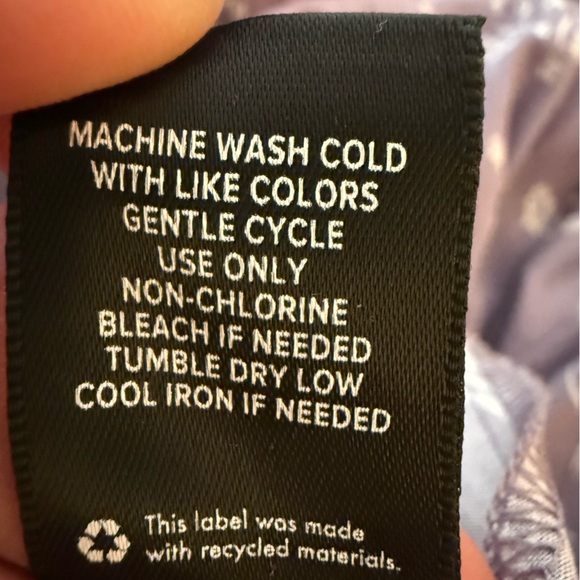 MACHINE WASH COLD
WITH LIKE COLORS
GENTLE CYCLE
USE ONLY
NON-CHLORINE
BLEACH IF NEEDED
TUMBLE DRY LOW
COOL IRON IF NEEDED
This label was made
with recycled materials.